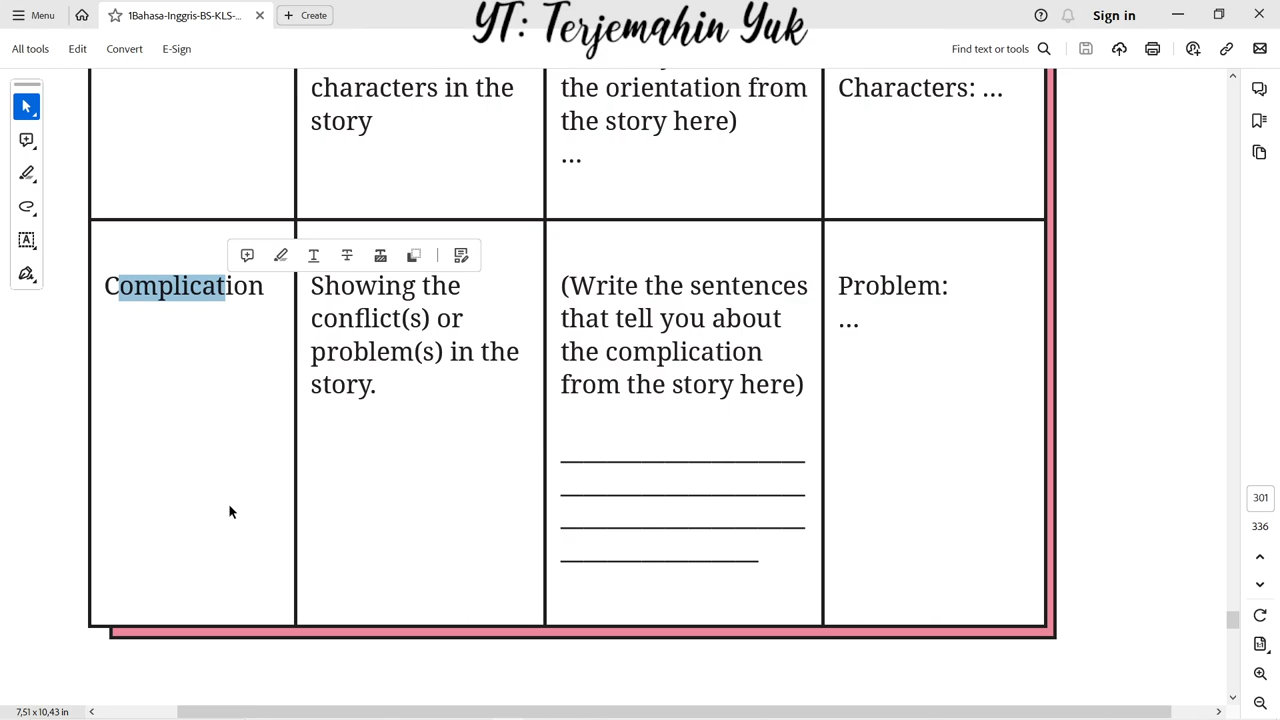 Menu
1Bahasa-Inggris-BS-KLS-...
Create
YT: Terjemahin Yuk
Sign in
All tools
Edit
Convert
E-Sign
Find text or tools
characters in the
story
the orientation from
the story here)
...
Characters: ...
Complication
Showing the
conflict(s) or
problem(s) in the
story.
(Write the sentences
that tell you about
the complication
from the story here)
Problem:
...
301
336
7,51 x 10,43 in